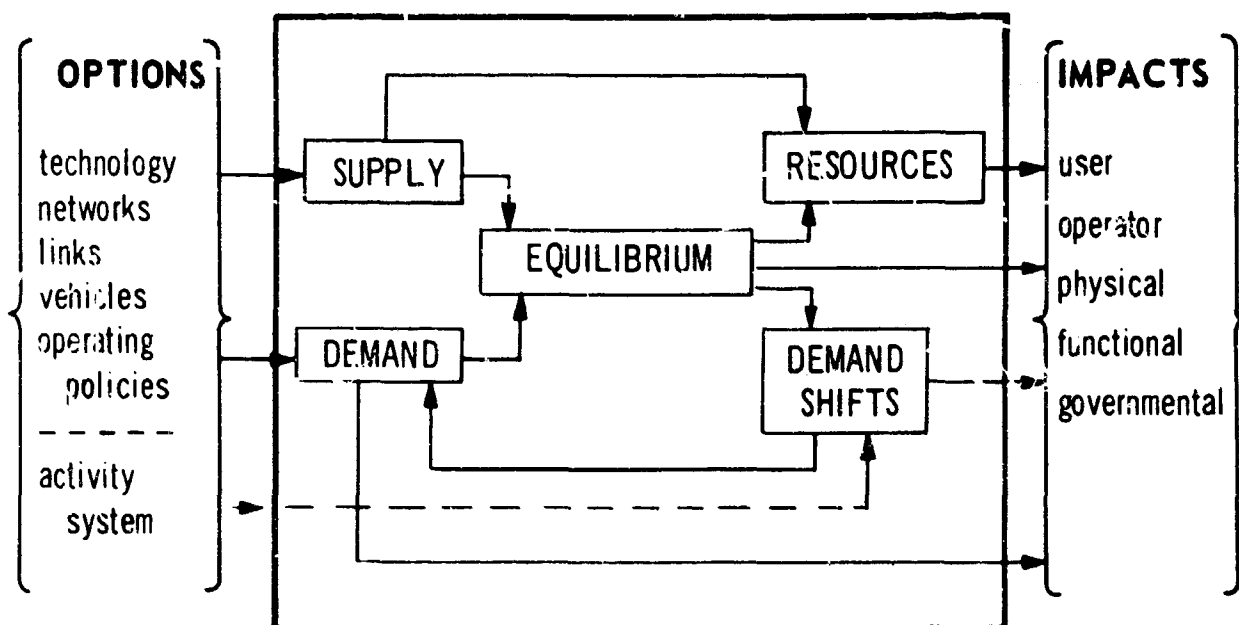 OPTIONS
technology
networks
links
vehicles
operating
policies
activity
system
SUPPLY
DEMAND
EQUILIBRIUM
RESOURCES
DEMAND
SHIFTS
IMPACTS
user
operator
physical
functional
governmental